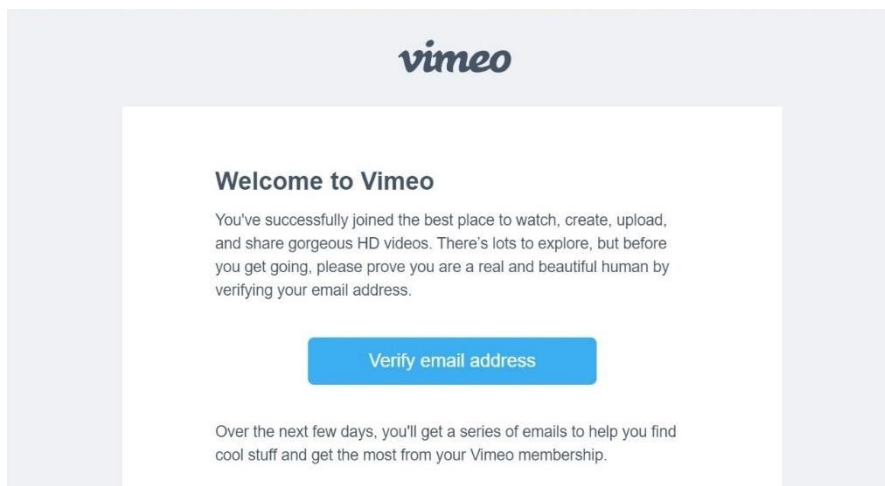 vimeo
Welcome to Vimeo
You've successfully joined the best place to watch, create, upload,
and share gorgeous HD videos. There’s lots to explore, but before
you get going, please prove you are a real and beautiful human by
verifying your email address.
Verify email address
Over the next few days, you'll get a series of emails to help you find
cool stuff and get the most from your Vimeo membership.